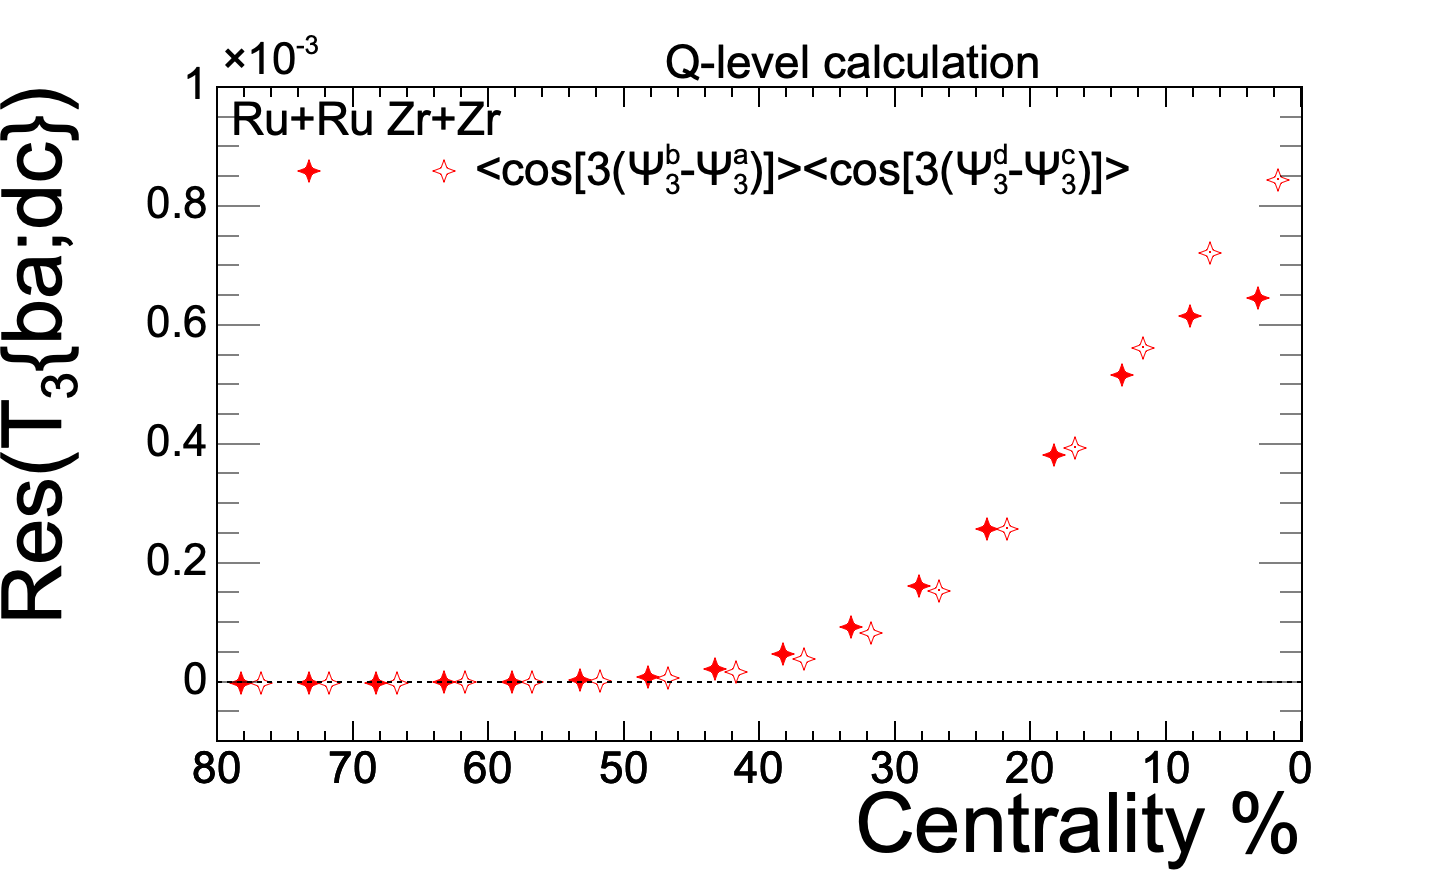 ×10⁻³
Q-level calculation
Res(T₃{ba;dc})
Ru+Ru Zr+Zr
<cos[3(Ψ₃ᵇ-Ψ₃ᵃ)]><cos[3(Ψ₃ᵈ-Ψ₃ᶜ)]>
1
0.8
0.6
0.4
0.2
0
80 70 60 50 40 30 20 10 0
Centrality %